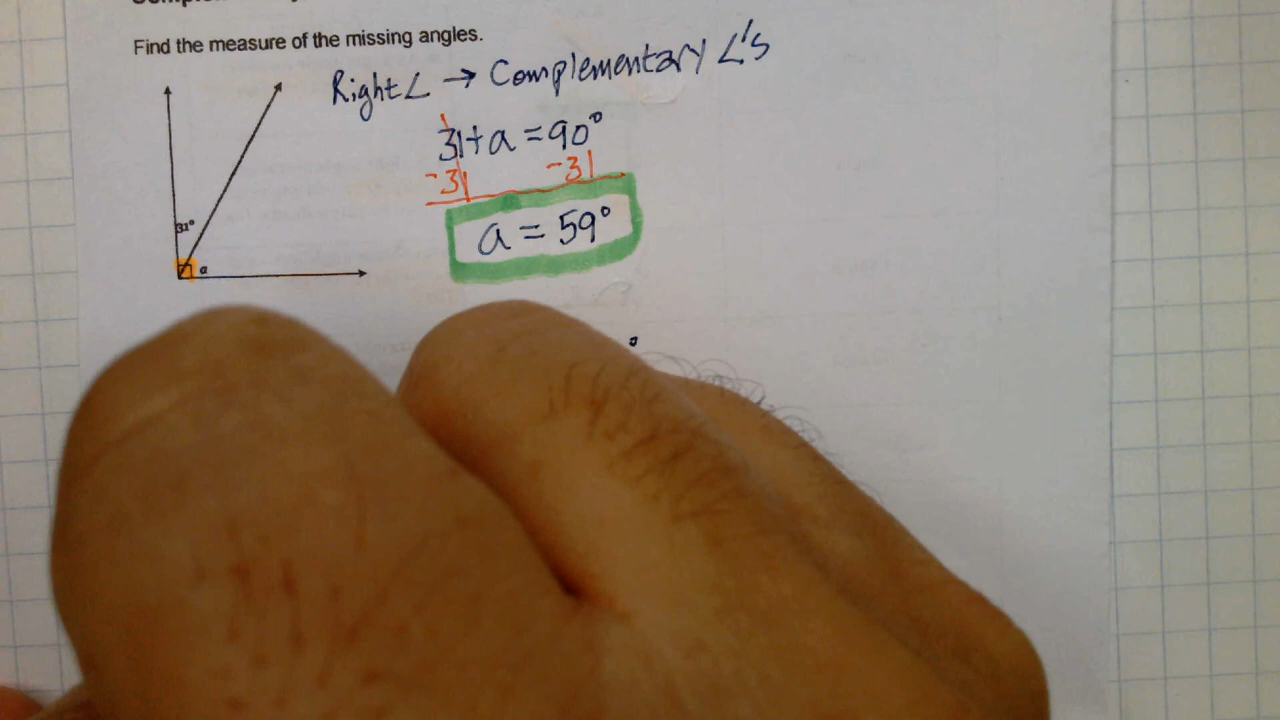 Find the measure of the missing angles.
Right∠ → Complementary ∠'s
31+a = 90°
-31 -31
a = 59°
31°
a